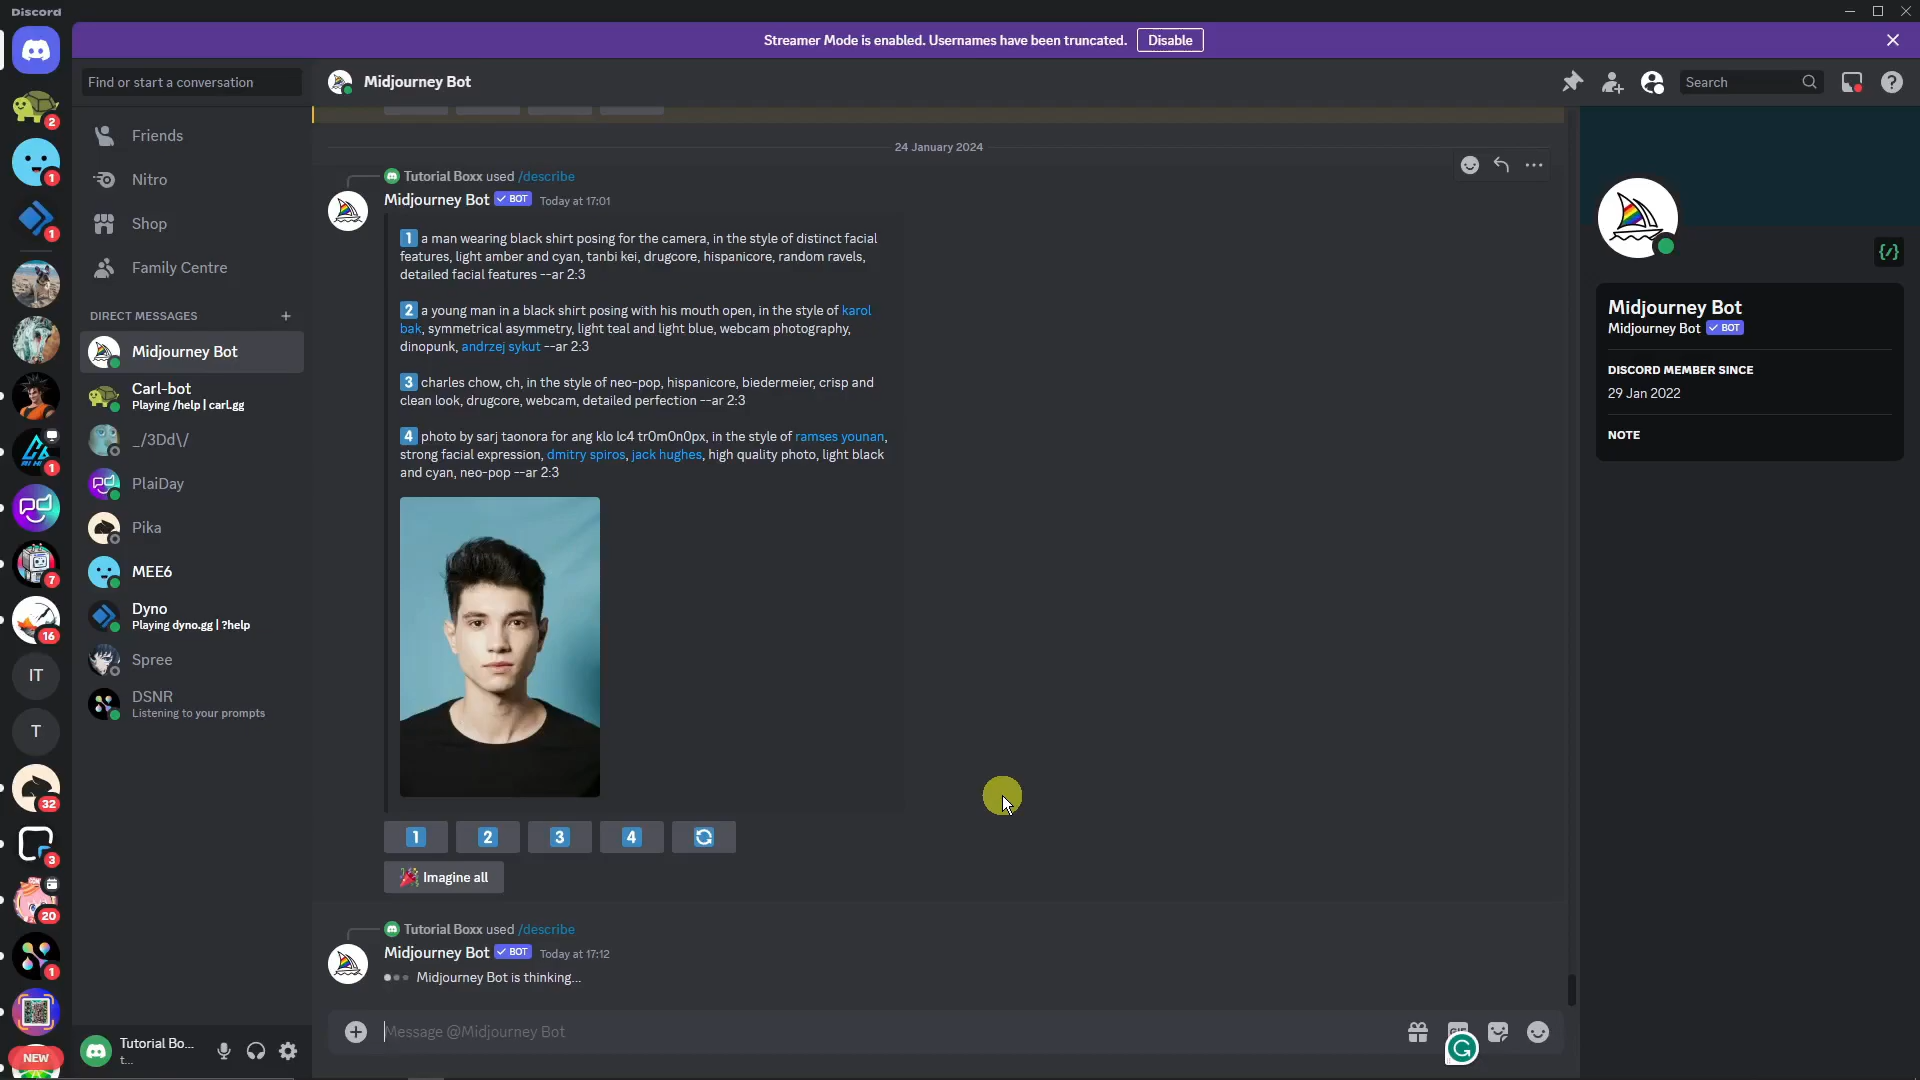 Discord
Streamer Mode is enabled. Usernames have been truncated.
Disable
Find or start a conversation
Midjourney Bot
Search
2
1
1
1
7
16
IT
T
32
3
20
1
NEW
Friends
Nitro
Shop
Family Centre
DIRECT MESSAGES
Midjourney Bot
Carl-bot
Playing /help | carl.gg
_/3Dd\/
PlaiDay
Pika
MEE6
Dyno
Playing dyno.gg | ?help
Spree
DSNR
Listening to your prompts
Tutorial Bo...
t...
24 January 2024
Tutorial Boxx used /describe
Midjourney Bot ✓ BOT Today at 17:01
1 a man wearing black shirt posing for the camera, in the style of distinct facial
features, light amber and cyan, tanbi kei, drugcore, hispanicore, random ravels,
detailed facial features --ar 2:3
2 a young man in a black shirt posing with his mouth open, in the style of karol
bak, symmetrical asymmetry, light teal and light blue, webcam photography,
dinopunk, andrzej sykut --ar 2:3
3 charles chow, ch, in the style of neo-pop, hispanicore, biedermeier, crisp and
clean look, drugcore, webcam, detailed perfection --ar 2:3
4 photo by sarj taonora for ang klo lc4 tr0m0n0px, in the style of ramses younan,
strong facial expression, dmitry spiros, jack hughes, high quality photo, light black
and cyan, neo-pop --ar 2:3
1 2 3 4
Imagine all
Tutorial Boxx used /describe
Midjourney Bot ✓ BOT Today at 17:12
Midjourney Bot is thinking...
Message @Midjourney Bot
{/}
Midjourney Bot
Midjourney Bot ✓ BOT
DISCORD MEMBER SINCE
29 Jan 2022
NOTE